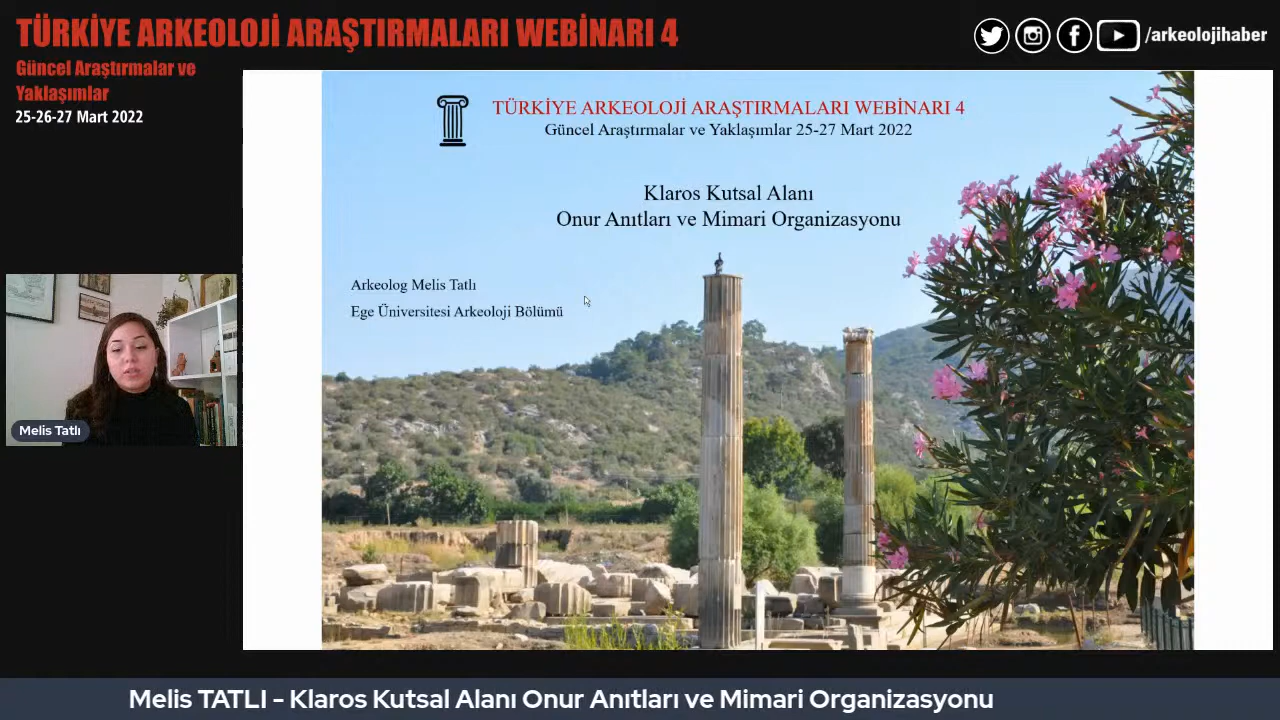 TÜRKİYE ARKEOLOJİ ARAŞTIRMALARI WEBİNARI 4
Güncel Araştırmalar ve
Yaklaşımlar
25-26-27 Mart 2022
/arkeolojihaber
TÜRKİYE ARKEOLOJİ ARAŞTIRMALARI WEBİNARI 4
Güncel Araştırmalar ve Yaklaşımlar 25-27 Mart 2022
Klaros Kutsal Alanı
Onur Anıtları ve Mimari Organizasyonu
Arkeolog Melis Tatlı
Ege Üniversitesi Arkeoloji Bölümü
Melis Tatlı
Melis TATLI - Klaros Kutsal Alanı Onur Anıtları ve Mimari Organizasyonu